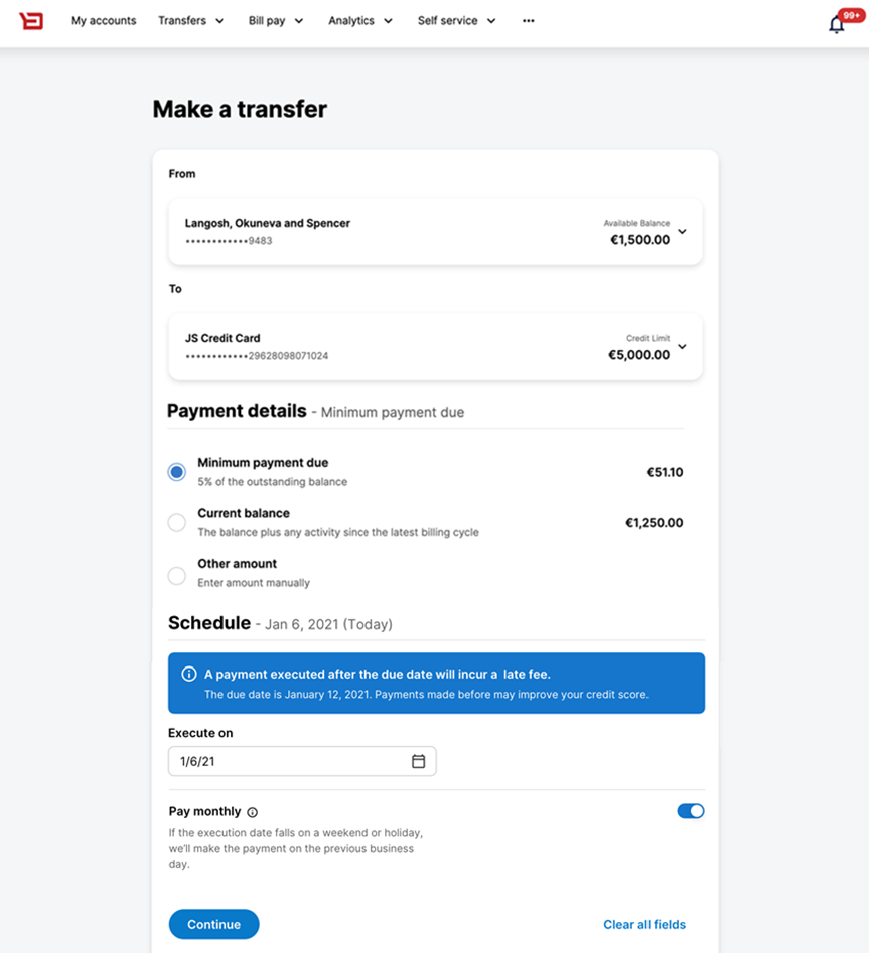 My accounts Transfers Bill pay Analytics Self service ••• 99+
Make a transfer
From
Langosh, Okuneva and Spencer Available Balance
••••••••••••9483 €1,500.00
To
JS Credit Card Credit Limit
••••••••••••29628098071024 €5,000.00
Payment details - Minimum payment due
Minimum payment due €51.10
5% of the outstanding balance
Current balance €1,250.00
The balance plus any activity since the latest billing cycle
Other amount
Enter amount manually
Schedule - Jan 6, 2021 (Today)
A payment executed after the due date will incur a late fee.
The due date is January 12, 2021. Payments made before may improve your credit score.
Execute on
1/6/21
Pay monthly
If the execution date falls on a weekend or holiday,
we'll make the payment on the previous business
day.
Continue Clear all fields